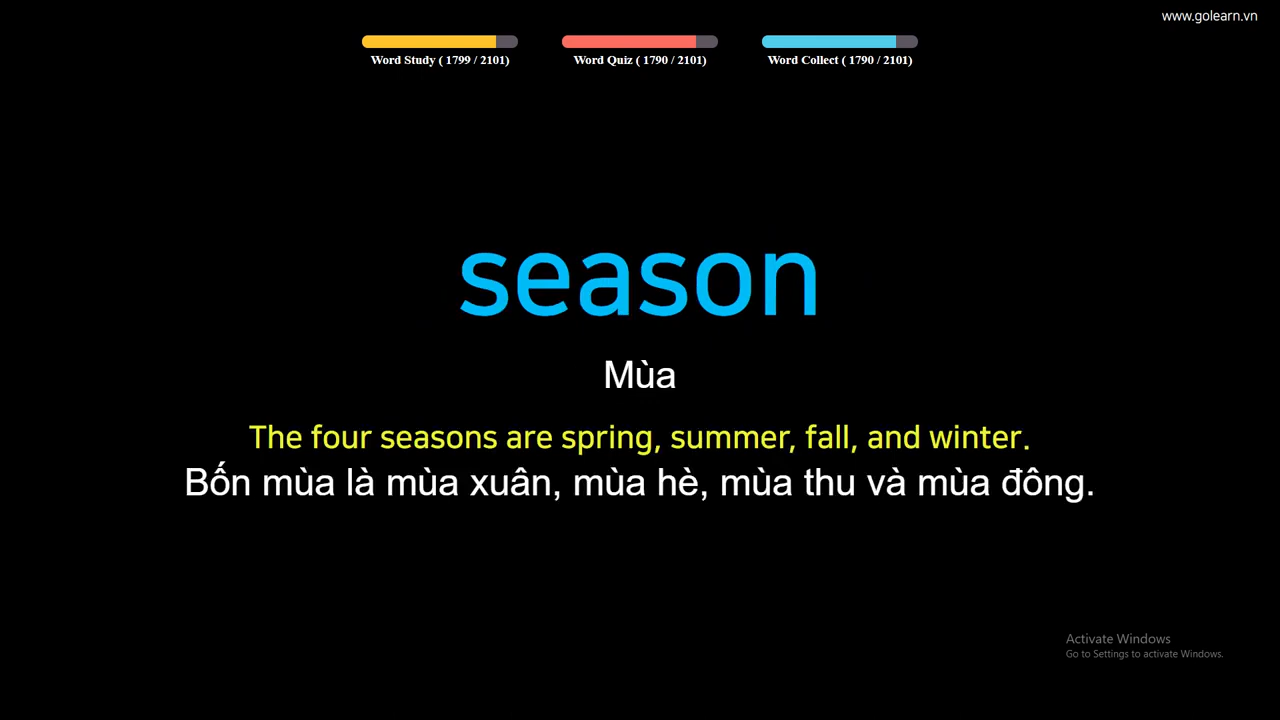 www.golearn.vn
Word Study ( 1799 / 2101)
Word Quiz ( 1790 / 2101)
Word Collect ( 1790 / 2101)
season
Mùa
The four seasons are spring, summer, fall, and winter.
Bốn mùa là mùa xuân, mùa hè, mùa thu và mùa đông.
Activate Windows
Go to Settings to activate Windows.